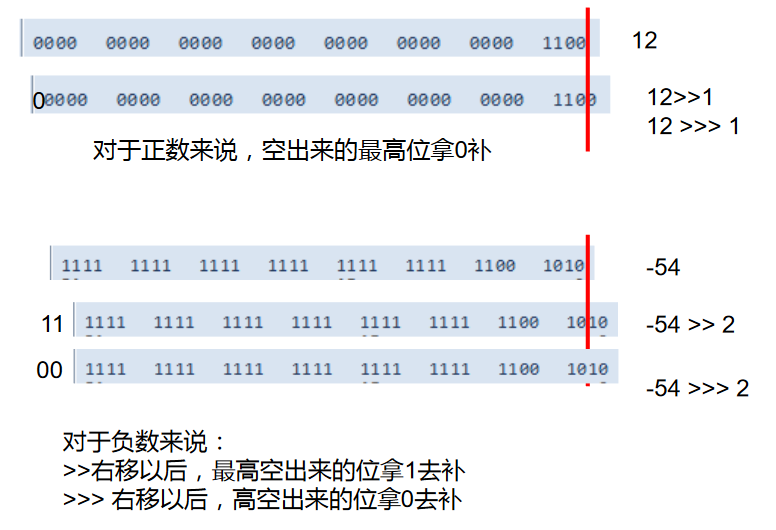 0000 0000 0000 0000 0000 0000 0000 1100 12
00000 0000 0000 0000 0000 0000 0000 1100 12>>1
12 >>> 1
对于正数来说，空出来的最高位拿0补
1111 1111 1111 1111 1111 1111 1100 1010 -54
11 1111 1111 1111 1111 1111 1111 1100 1010 -54 >> 2
00 1111 1111 1111 1111 1111 1111 1100 1010 -54 >>> 2
对于负数来说：
>>右移以后，最高空出来的位拿1去补
>>> 右移以后，高空出来的位拿0去补